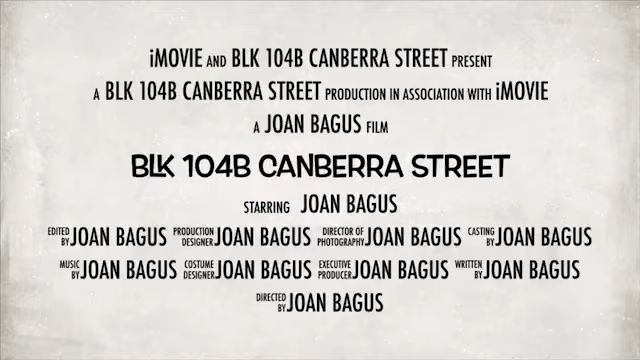 iMOVIE AND BLK 104B CANBERRA STREET PRESENT
A BLK 104B CANBERRA STREET PRODUCTION IN ASSOCIATION WITH iMOVIE
A JOAN BAGUS FILM
BLK 104B CANBERRA STREET
STARRING JOAN BAGUS
EDITED BY JOAN BAGUS PRODUCTION DESIGNER JOAN BAGUS DIRECTOR OF PHOTOGRAPHY JOAN BAGUS CASTING BY JOAN BAGUS
MUSIC BY JOAN BAGUS COSTUME DESIGNER JOAN BAGUS EXECUTIVE PRODUCER JOAN BAGUS WRITTEN BY JOAN BAGUS
DIRECTED BY JOAN BAGUS